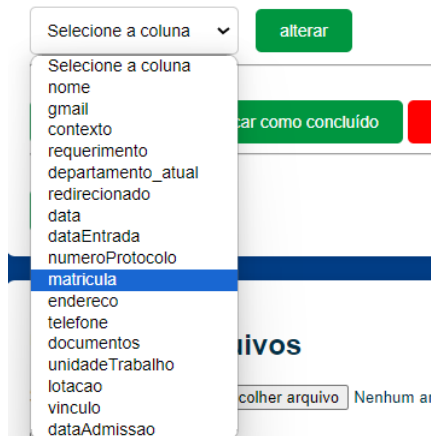 Selecione a coluna
alterar
Selecione a coluna
nome
gmail
contexto
requerimento
car como concluído
departamento_atual
redirecionado
data
dataEntrada
numeroProtocolo
matricula
endereco
telefone
documentos
uivos
unidadeTrabalho
lotacao
colher arquivo
Nenhum ar
vinculo
dataAdmissao